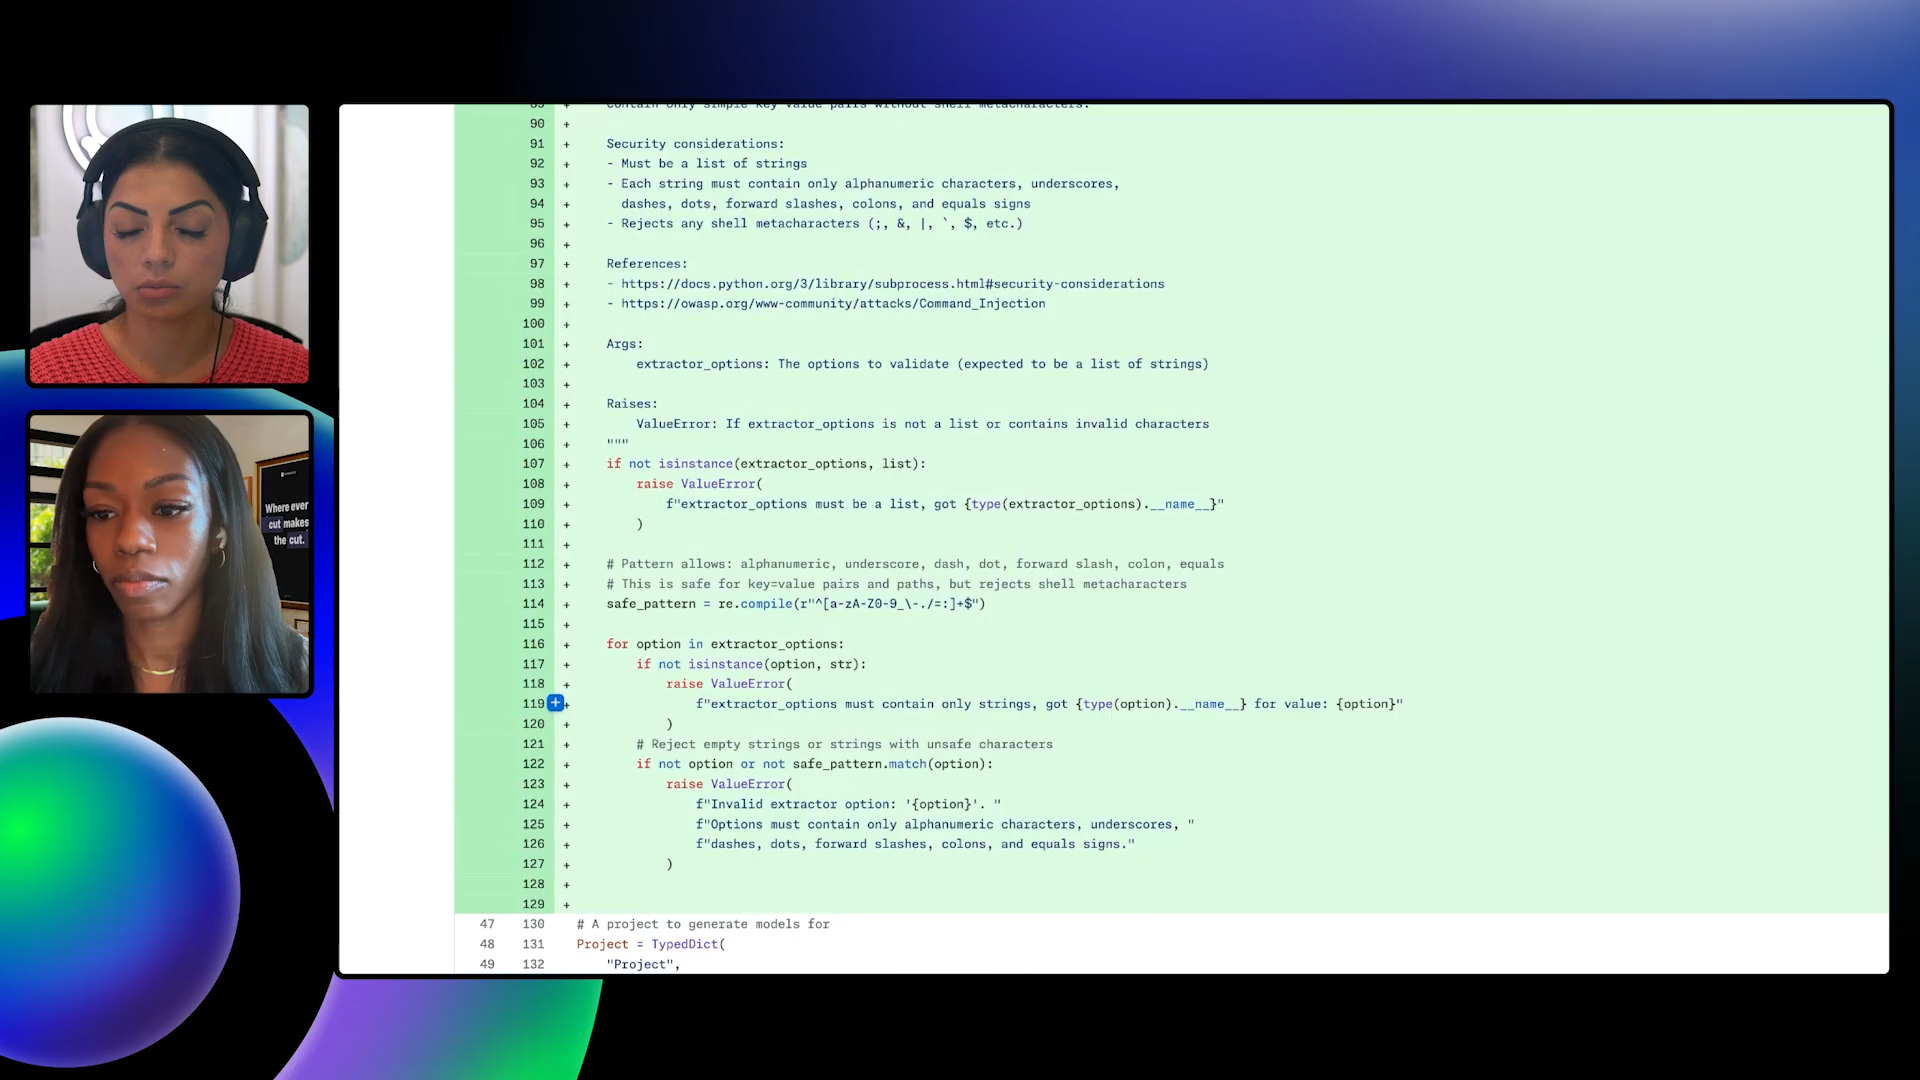 Where ever
cut makes
the cut.
89 contain only simple key-value pairs without shell metacharacters.
90 +
91 + Security considerations:
92 + - Must be a list of strings
93 + - Each string must contain only alphanumeric characters, underscores,
94 + dashes, dots, forward slashes, colons, and equals signs
95 + - Rejects any shell metacharacters (;, &, |, `, $, etc.)
96 +
97 + References:
98 + - https://docs.python.org/3/library/subprocess.html#security-considerations
99 + - https://owasp.org/www-community/attacks/Command_Injection
100 +
101 + Args:
102 + extractor_options: The options to validate (expected to be a list of strings)
103 +
104 + Raises:
105 + ValueError: If extractor_options is not a list or contains invalid characters
106 + """
107 + if not isinstance(extractor_options, list):
108 + raise ValueError(
109 + f"extractor_options must be a list, got {type(extractor_options).__name__}"
110 + )
111 +
112 + # Pattern allows: alphanumeric, underscore, dash, dot, forward slash, colon, equals
113 + # This is safe for key=value pairs and paths, but rejects shell metacharacters
114 + safe_pattern = re.compile(r"^[a-zA-Z0-9_\-./=:]+$")
115 +
116 + for option in extractor_options:
117 + if not isinstance(option, str):
118 + raise ValueError(
119 + f"extractor_options must contain only strings, got {type(option).__name__} for value: {option}"
120 + )
121 + # Reject empty strings or strings with unsafe characters
122 + if not option or not safe_pattern.match(option):
123 + raise ValueError(
124 + f"Invalid extractor option: '{option}'. "
125 + f"Options must contain only alphanumeric characters, underscores, "
126 + f"dashes, dots, forward slashes, colons, and equals signs."
127 + )
128 +
129 +
47 130 # A project to generate models for
48 131 Project = TypedDict(
49 132 "Project",